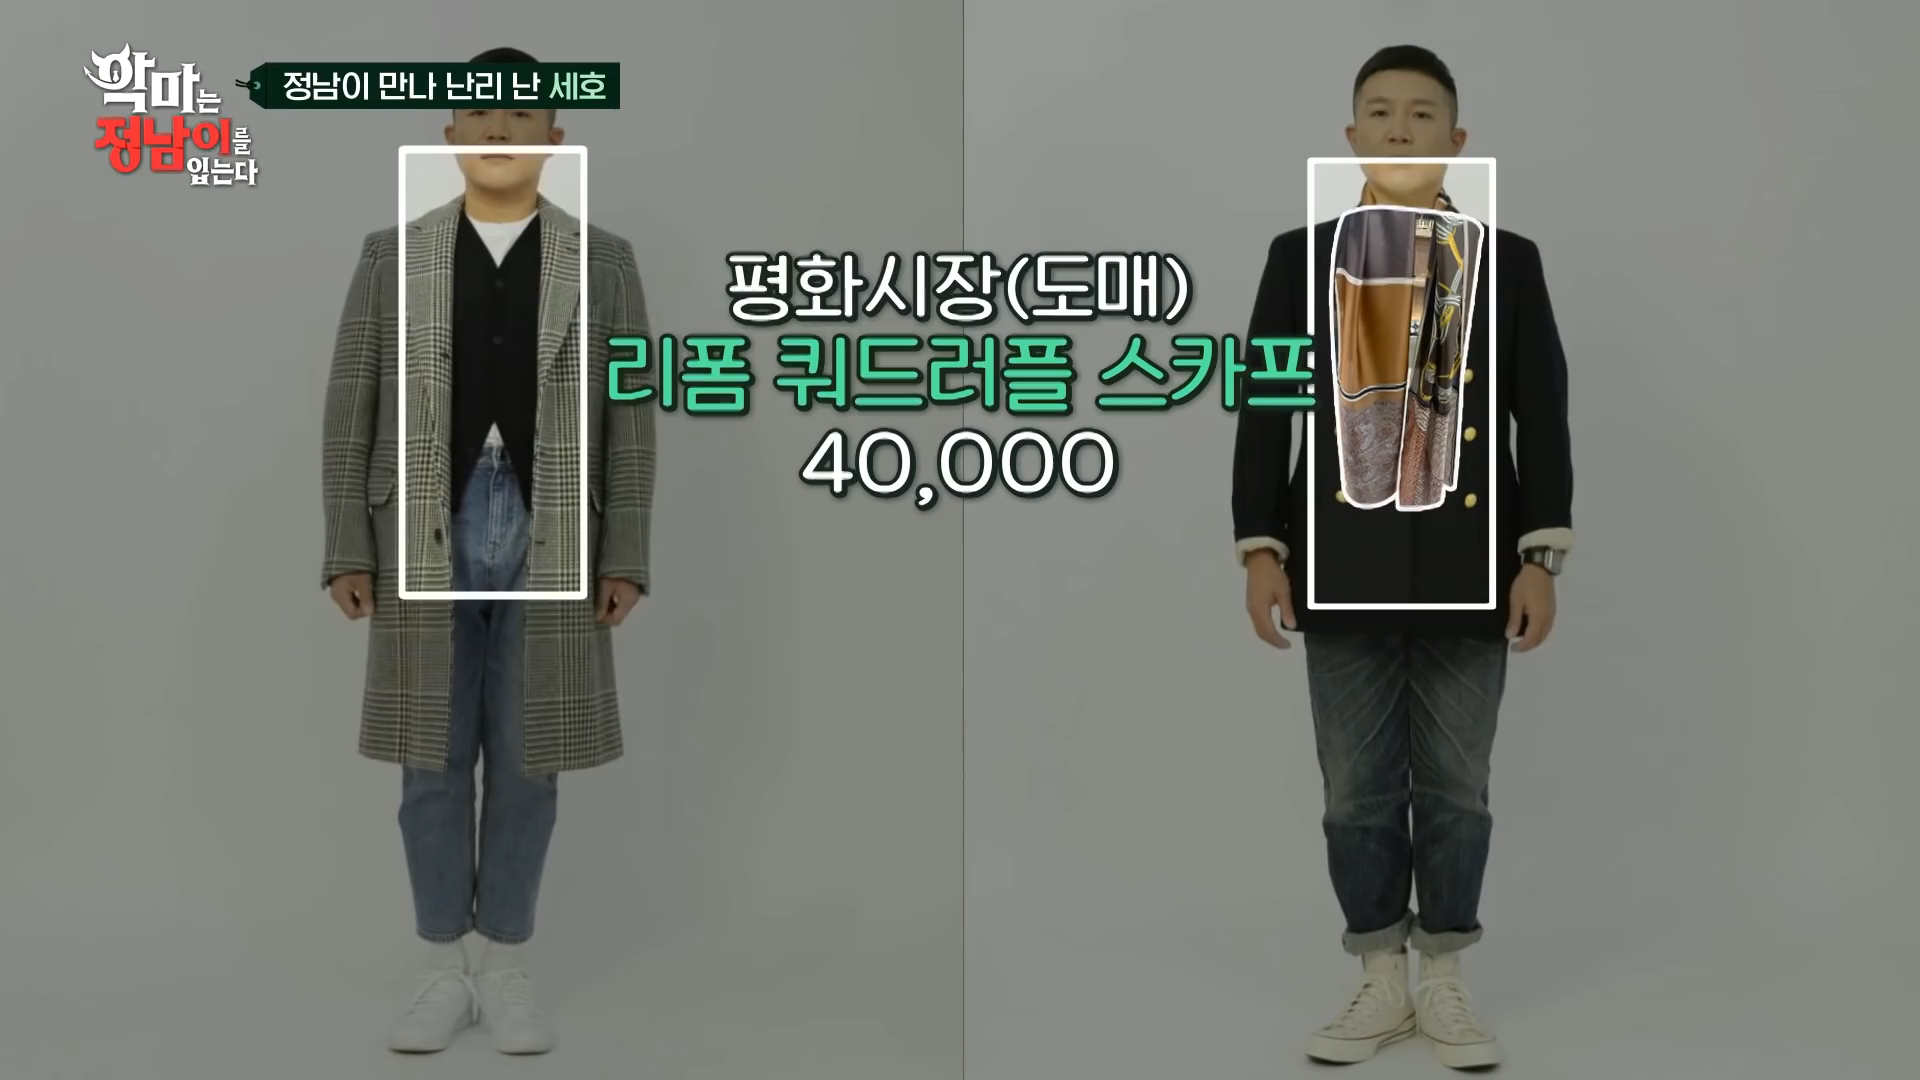 악마는
정남이를
입는다
정남이 만나 난리 난 세호
평화시장(도매)
리폼 쿼드러플 스카프
40,000